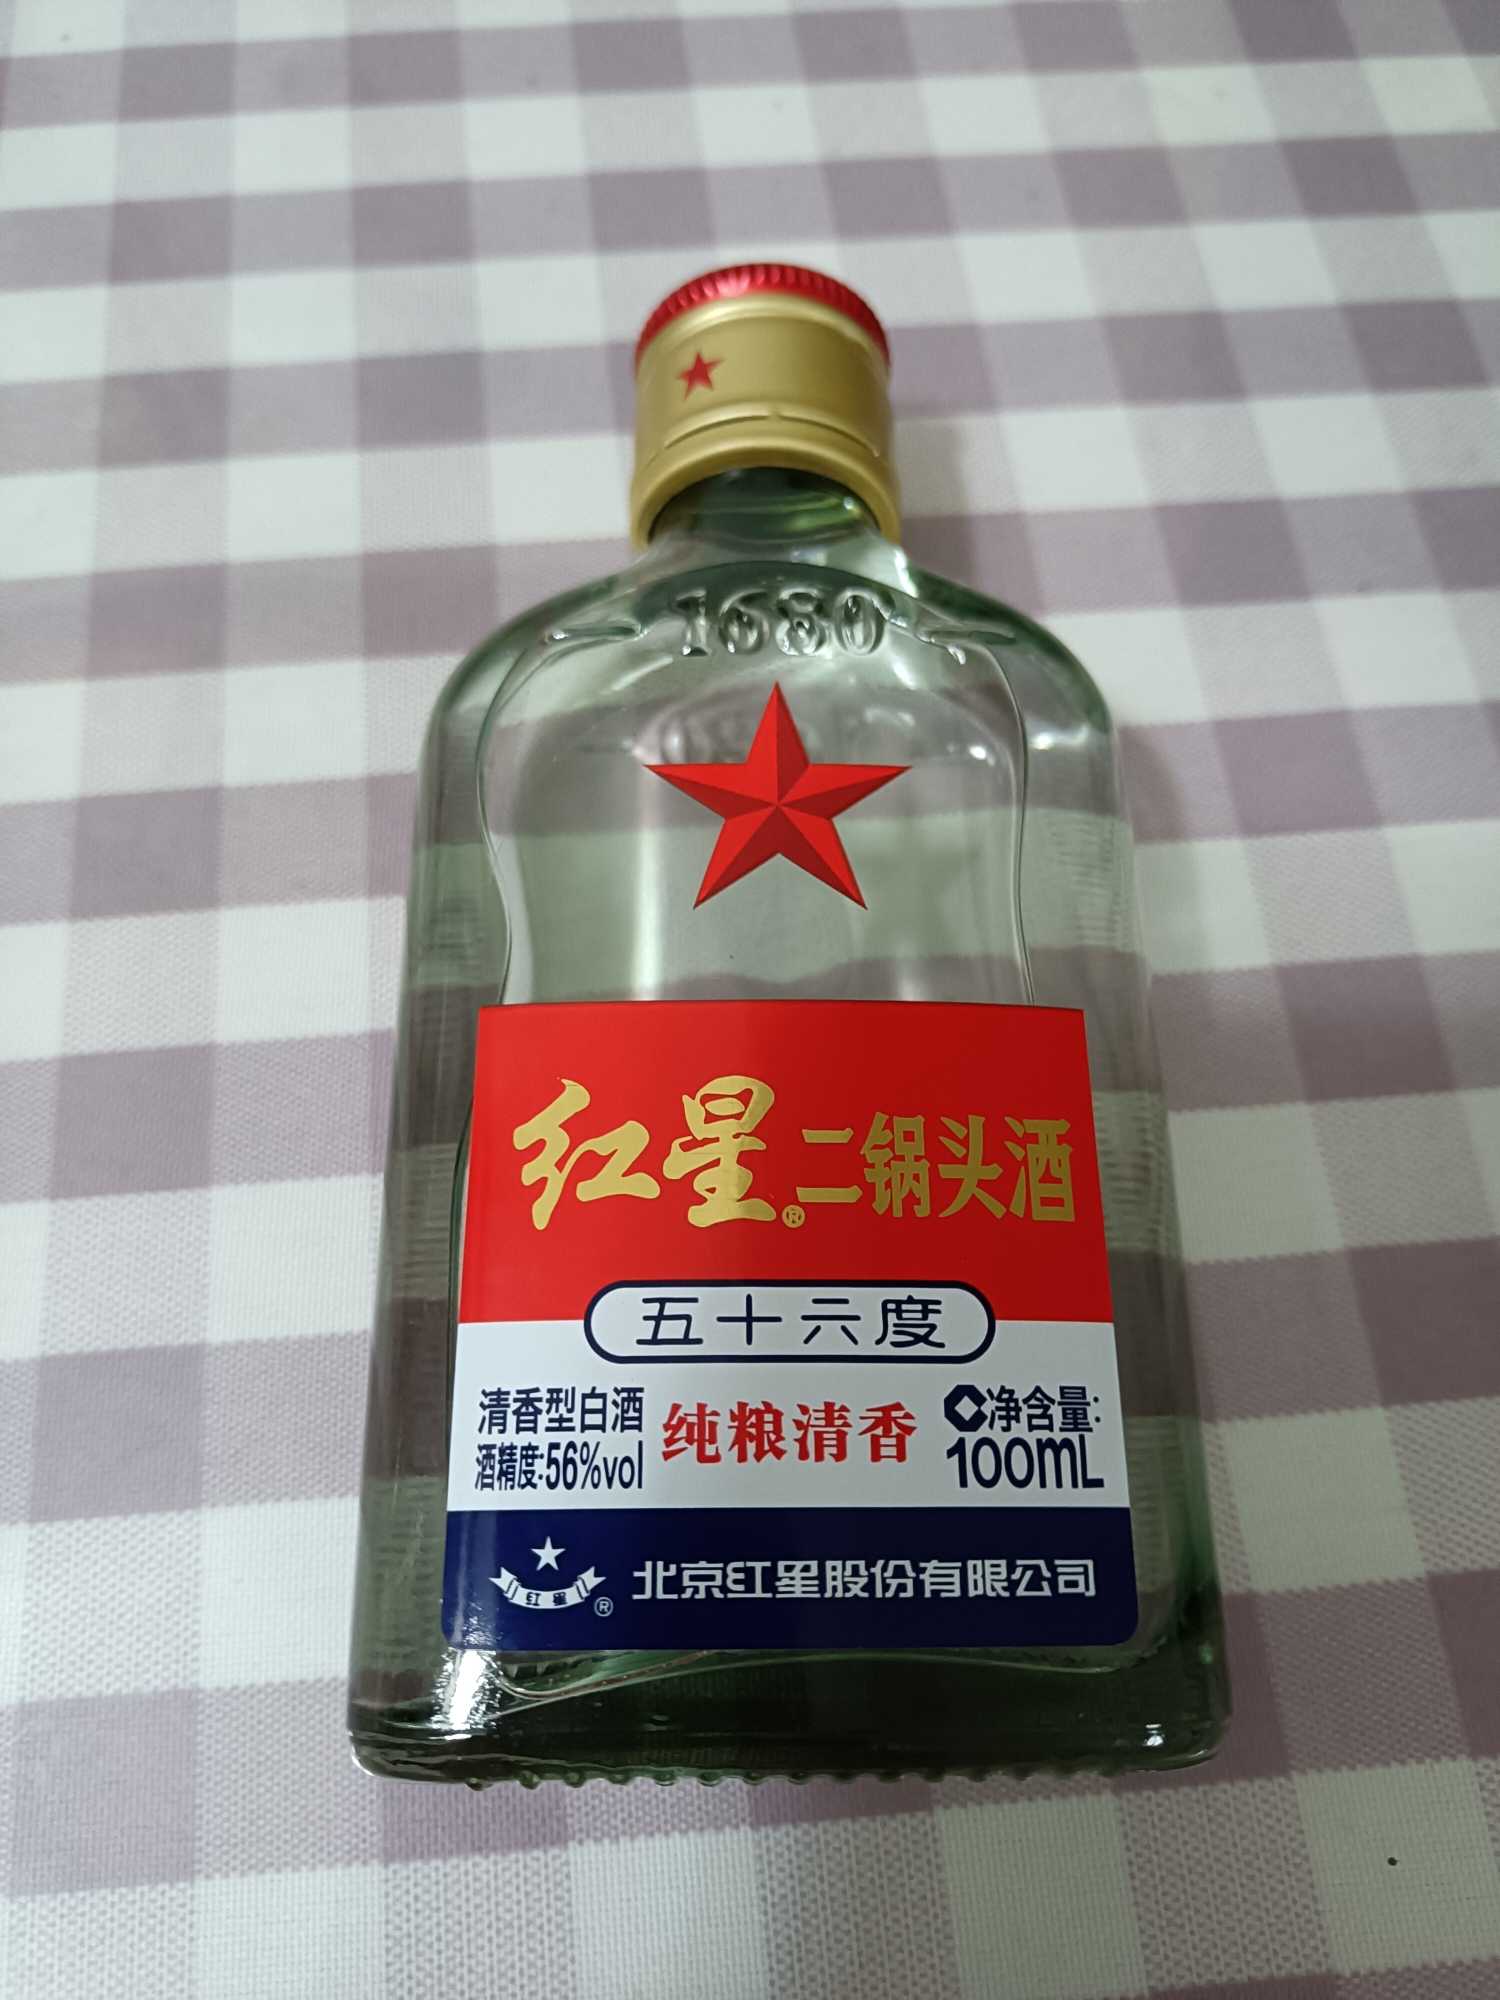 1680
红星®二锅头酒
五十六度
清香型白酒
酒精度:56%vol
纯粮清香
净含量:
100mL
红星®
北京红星股份有限公司